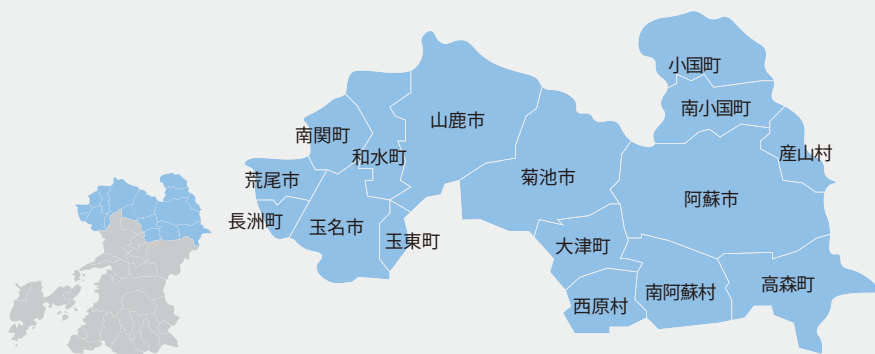 小国町
南小国町
山鹿市
南関町
和水町
産山村
菊池市
荒尾市
阿蘇市
長洲町
玉名市
玉東町
大津町
高森町
南阿蘇村
西原村